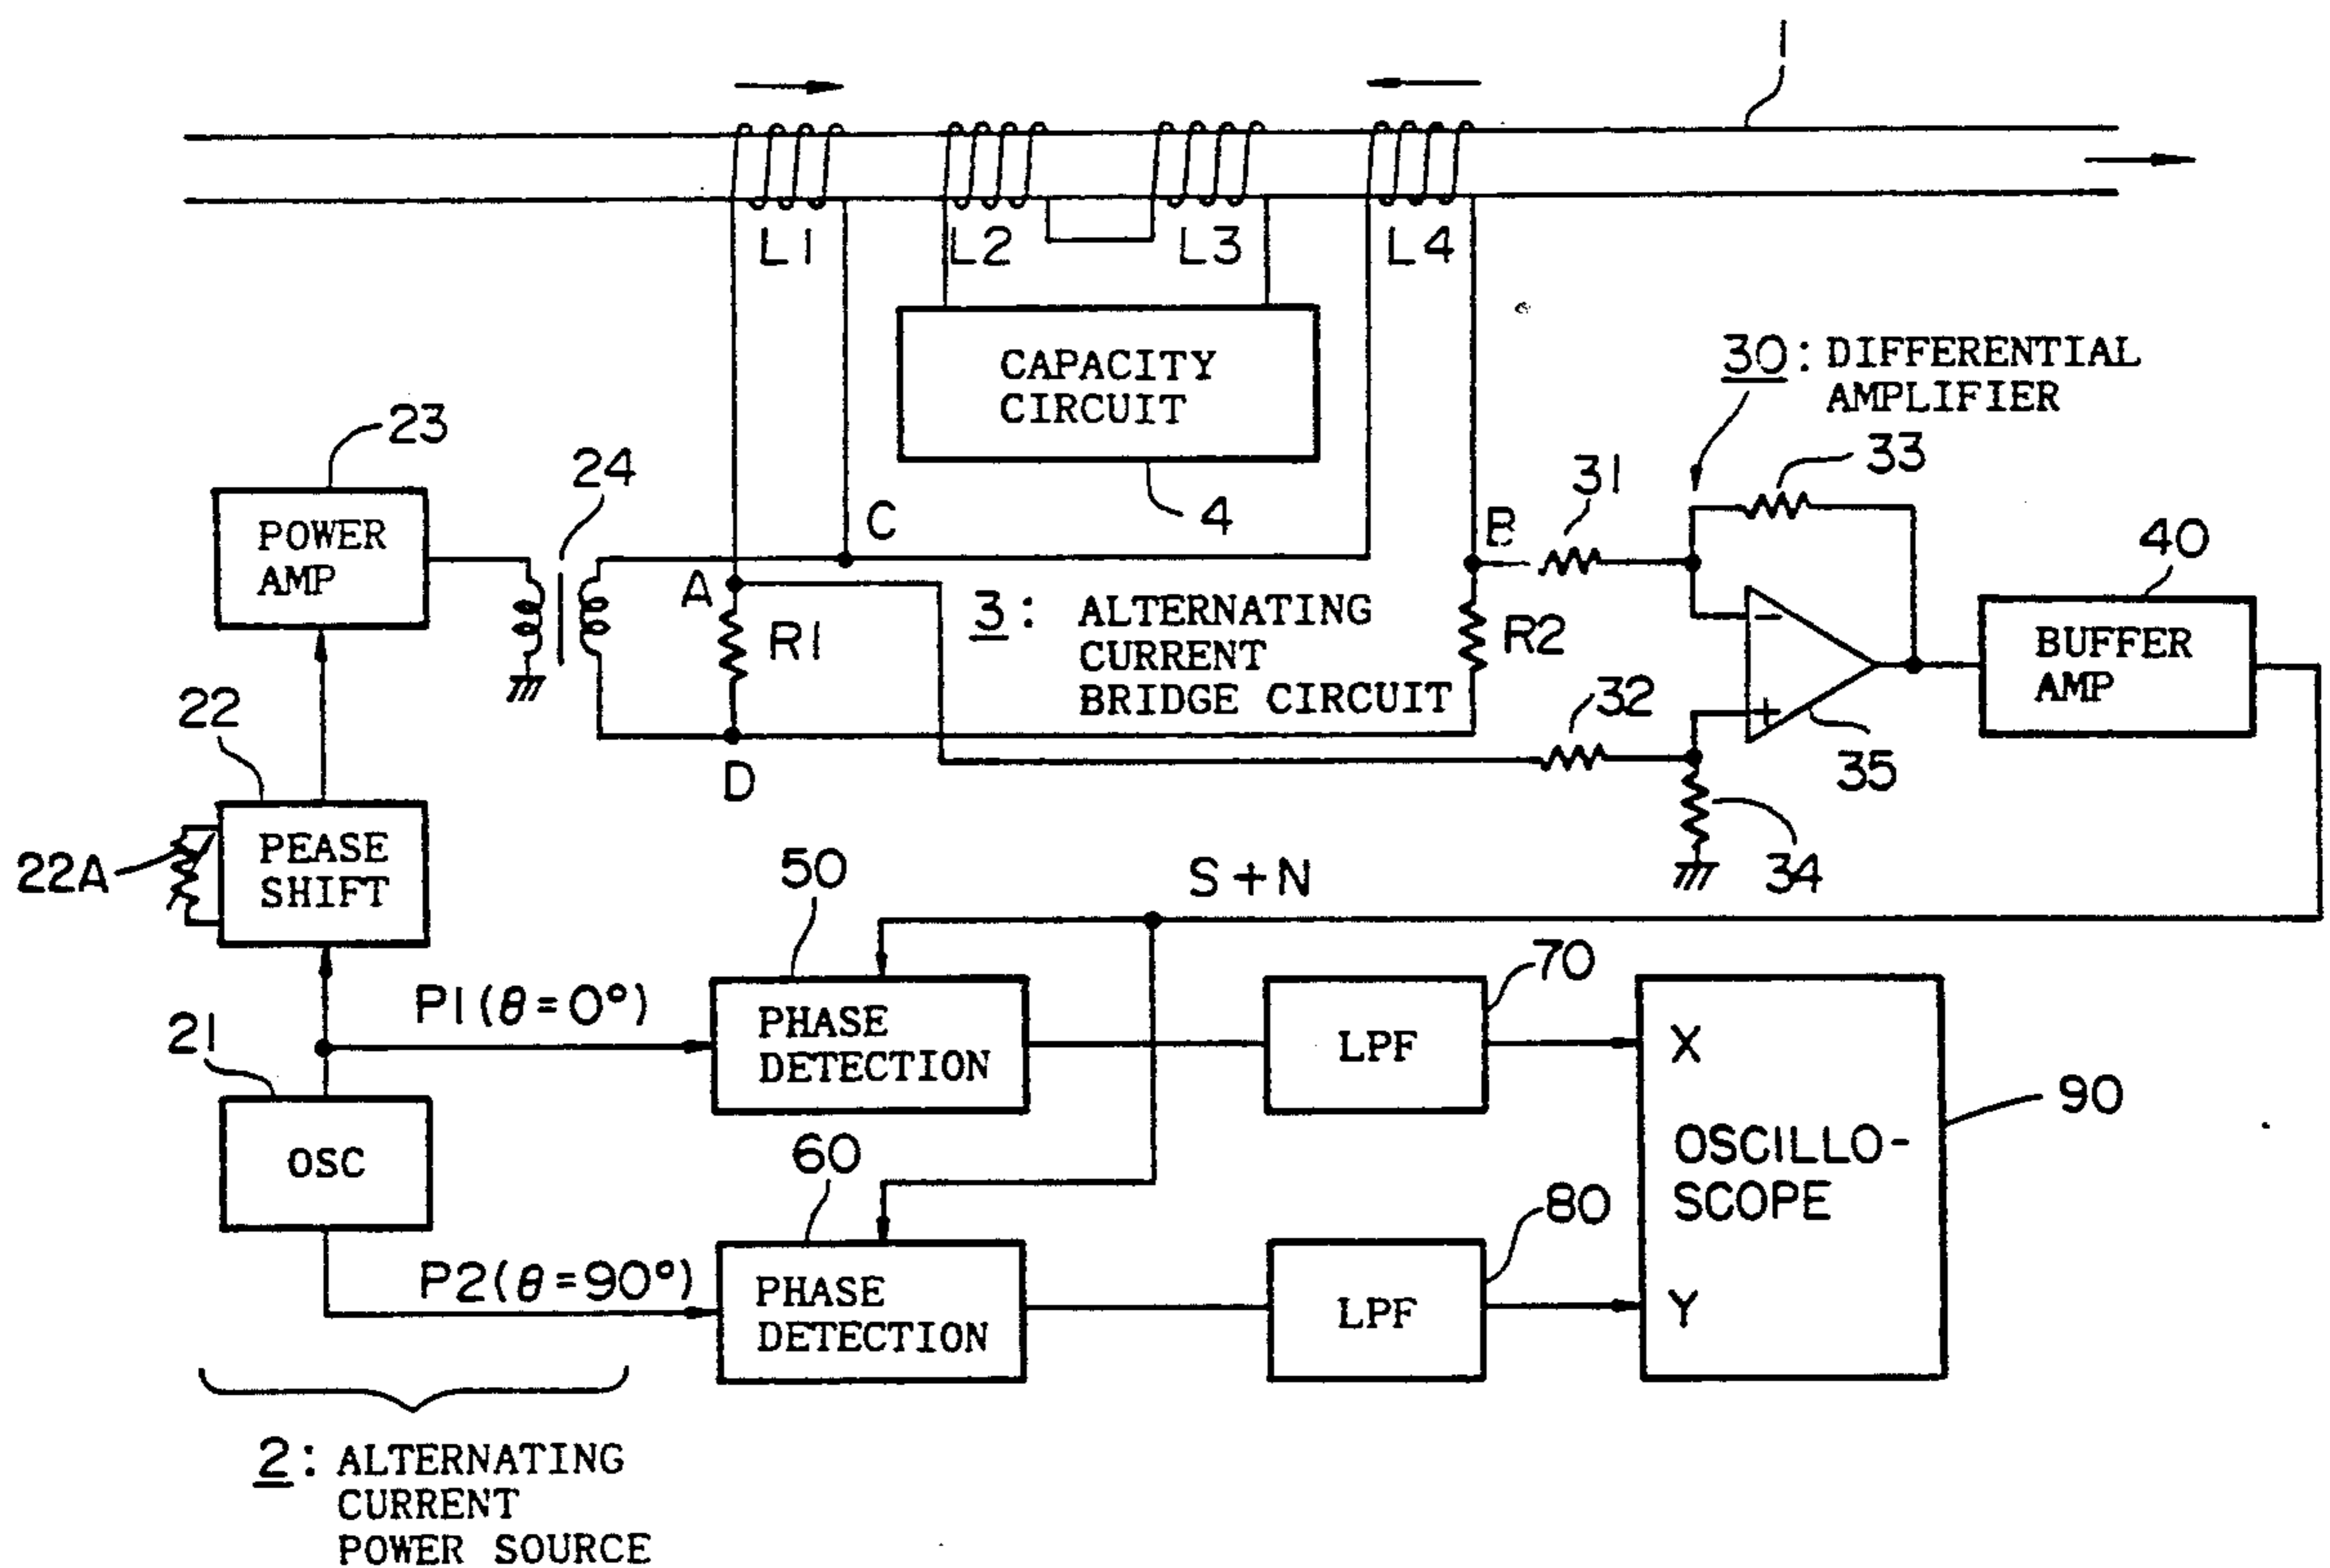 1
L1
L2
L3
L4
CAPACITY
CIRCUIT
4
30: DIFFERENTIAL
AMPLIFIER
23
24
31
33
POWER
AMP
C
B
40
A
R1
3: ALTERNATING
CURRENT
BRIDGE CIRCUIT
R2
−
+
BUFFER
AMP
22
32
35
D
22A
PEASE
SHIFT
34
50
S+N
70
21
P1(θ=0°)
PHASE
DETECTION
LPF
X
90
OSC
60
OSCILLO-
SCOPE
80
P2(θ=90°)
PHASE
DETECTION
LPF
Y
2: ALTERNATING
CURRENT
POWER SOURCE